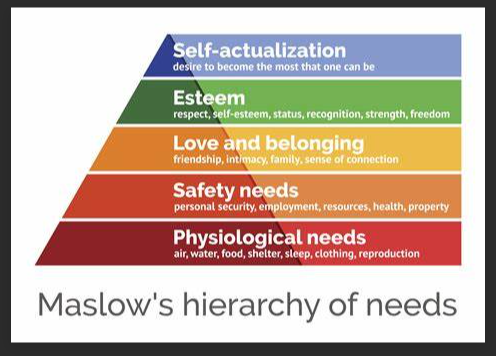 Self-actualization
desire to become the most that one can be
Esteem
respect, self-esteem, status, recognition, strength, freedom
Love and belonging
friendship, intimacy, family, sense of connection
Safety needs
personal security, employment, resources, health, property
Physiological needs
air, water, food, shelter, sleep, clothing, reproduction
Maslow's hierarchy of needs